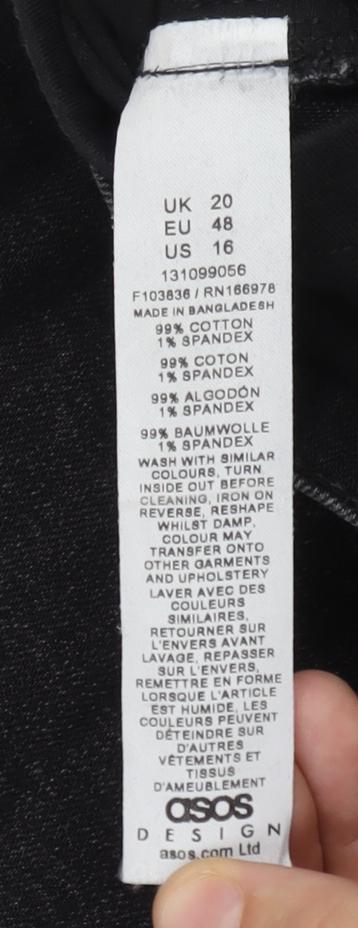 UK 20
EU 48
US 16
131099056
F103836 / RN166978
MADE IN BANGLADESH
99% COTTON
1% SPANDEX
99% COTON
1% SPANDEX
99% ALGODÓN
1% SPANDEX
99% BAUMWOLLE
1% SPANDEX
WASH WITH SIMILAR
COLOURS, TURN
INSIDE OUT BEFORE
CLEANING, IRON ON
REVERSE, RESHAPE
WHILST DAMP,
COLOUR MAY
TRANSFER ONTO
OTHER GARMENTS
AND UPHOLSTERY
LAVER AVEC DES
COULEURS
SIMILAIRES,
RETOURNER SUR
L'ENVERS AVANT
LAVAGE, REPASSER
SUR L'ENVERS,
REMETTRE EN FORME
LORSQUE L'ARTICLE
EST HUMIDE, LES
COULEURS PEUVENT
DÉTEINDRE SUR
D'AUTRES
VÊTEMENTS ET
TISSUS
D'AMEUBLEMENT
asos
DESIGN
asos.com Ltd